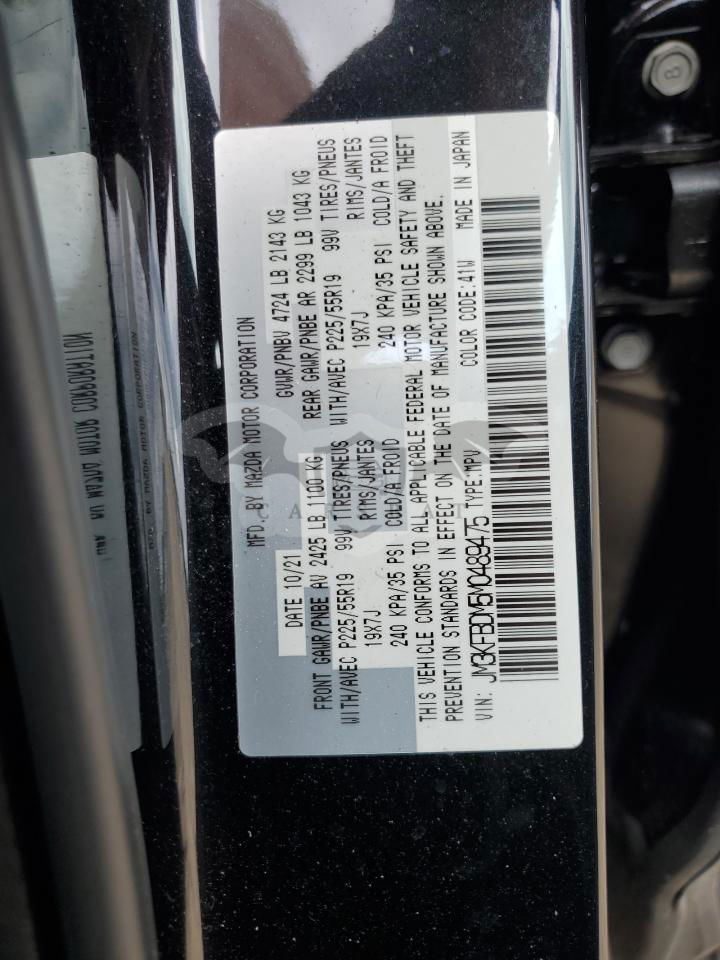 MFD. BY MAZDA MOTOR CORPORATION
DATE 10/21 GVWR/PNBV 4724 LB 2143 KG
FRONT GAWR/PNBE AV 2425 LB 1100 KG REAR GAWR/PNBE AR 2299 LB 1043 KG
WITH/AVEC P225/55R19 99V TIRES/PNEUS WITH/AVEC P225/55R19 99V TIRES/PNEUS
19X7J RIMS/JANTES 19X7J RIMS/JANTES
240 KPA/35 PSI COLD/A FROID 240 KPA/35 PSI COLD/A FROID
THIS VEHICLE CONFORMS TO ALL APPLICABLE FEDERAL MOTOR VEHICLE SAFETY AND THEFT
PREVENTION STANDARDS IN EFFECT ON THE DATE OF MANUFACTURE SHOWN ABOVE.
VIN: JM3KFBDM5M0489475 TYPE:MPV COLOR CODE:41W MADE IN JAPAN
MAZDA MOTOR CORPORATION
8